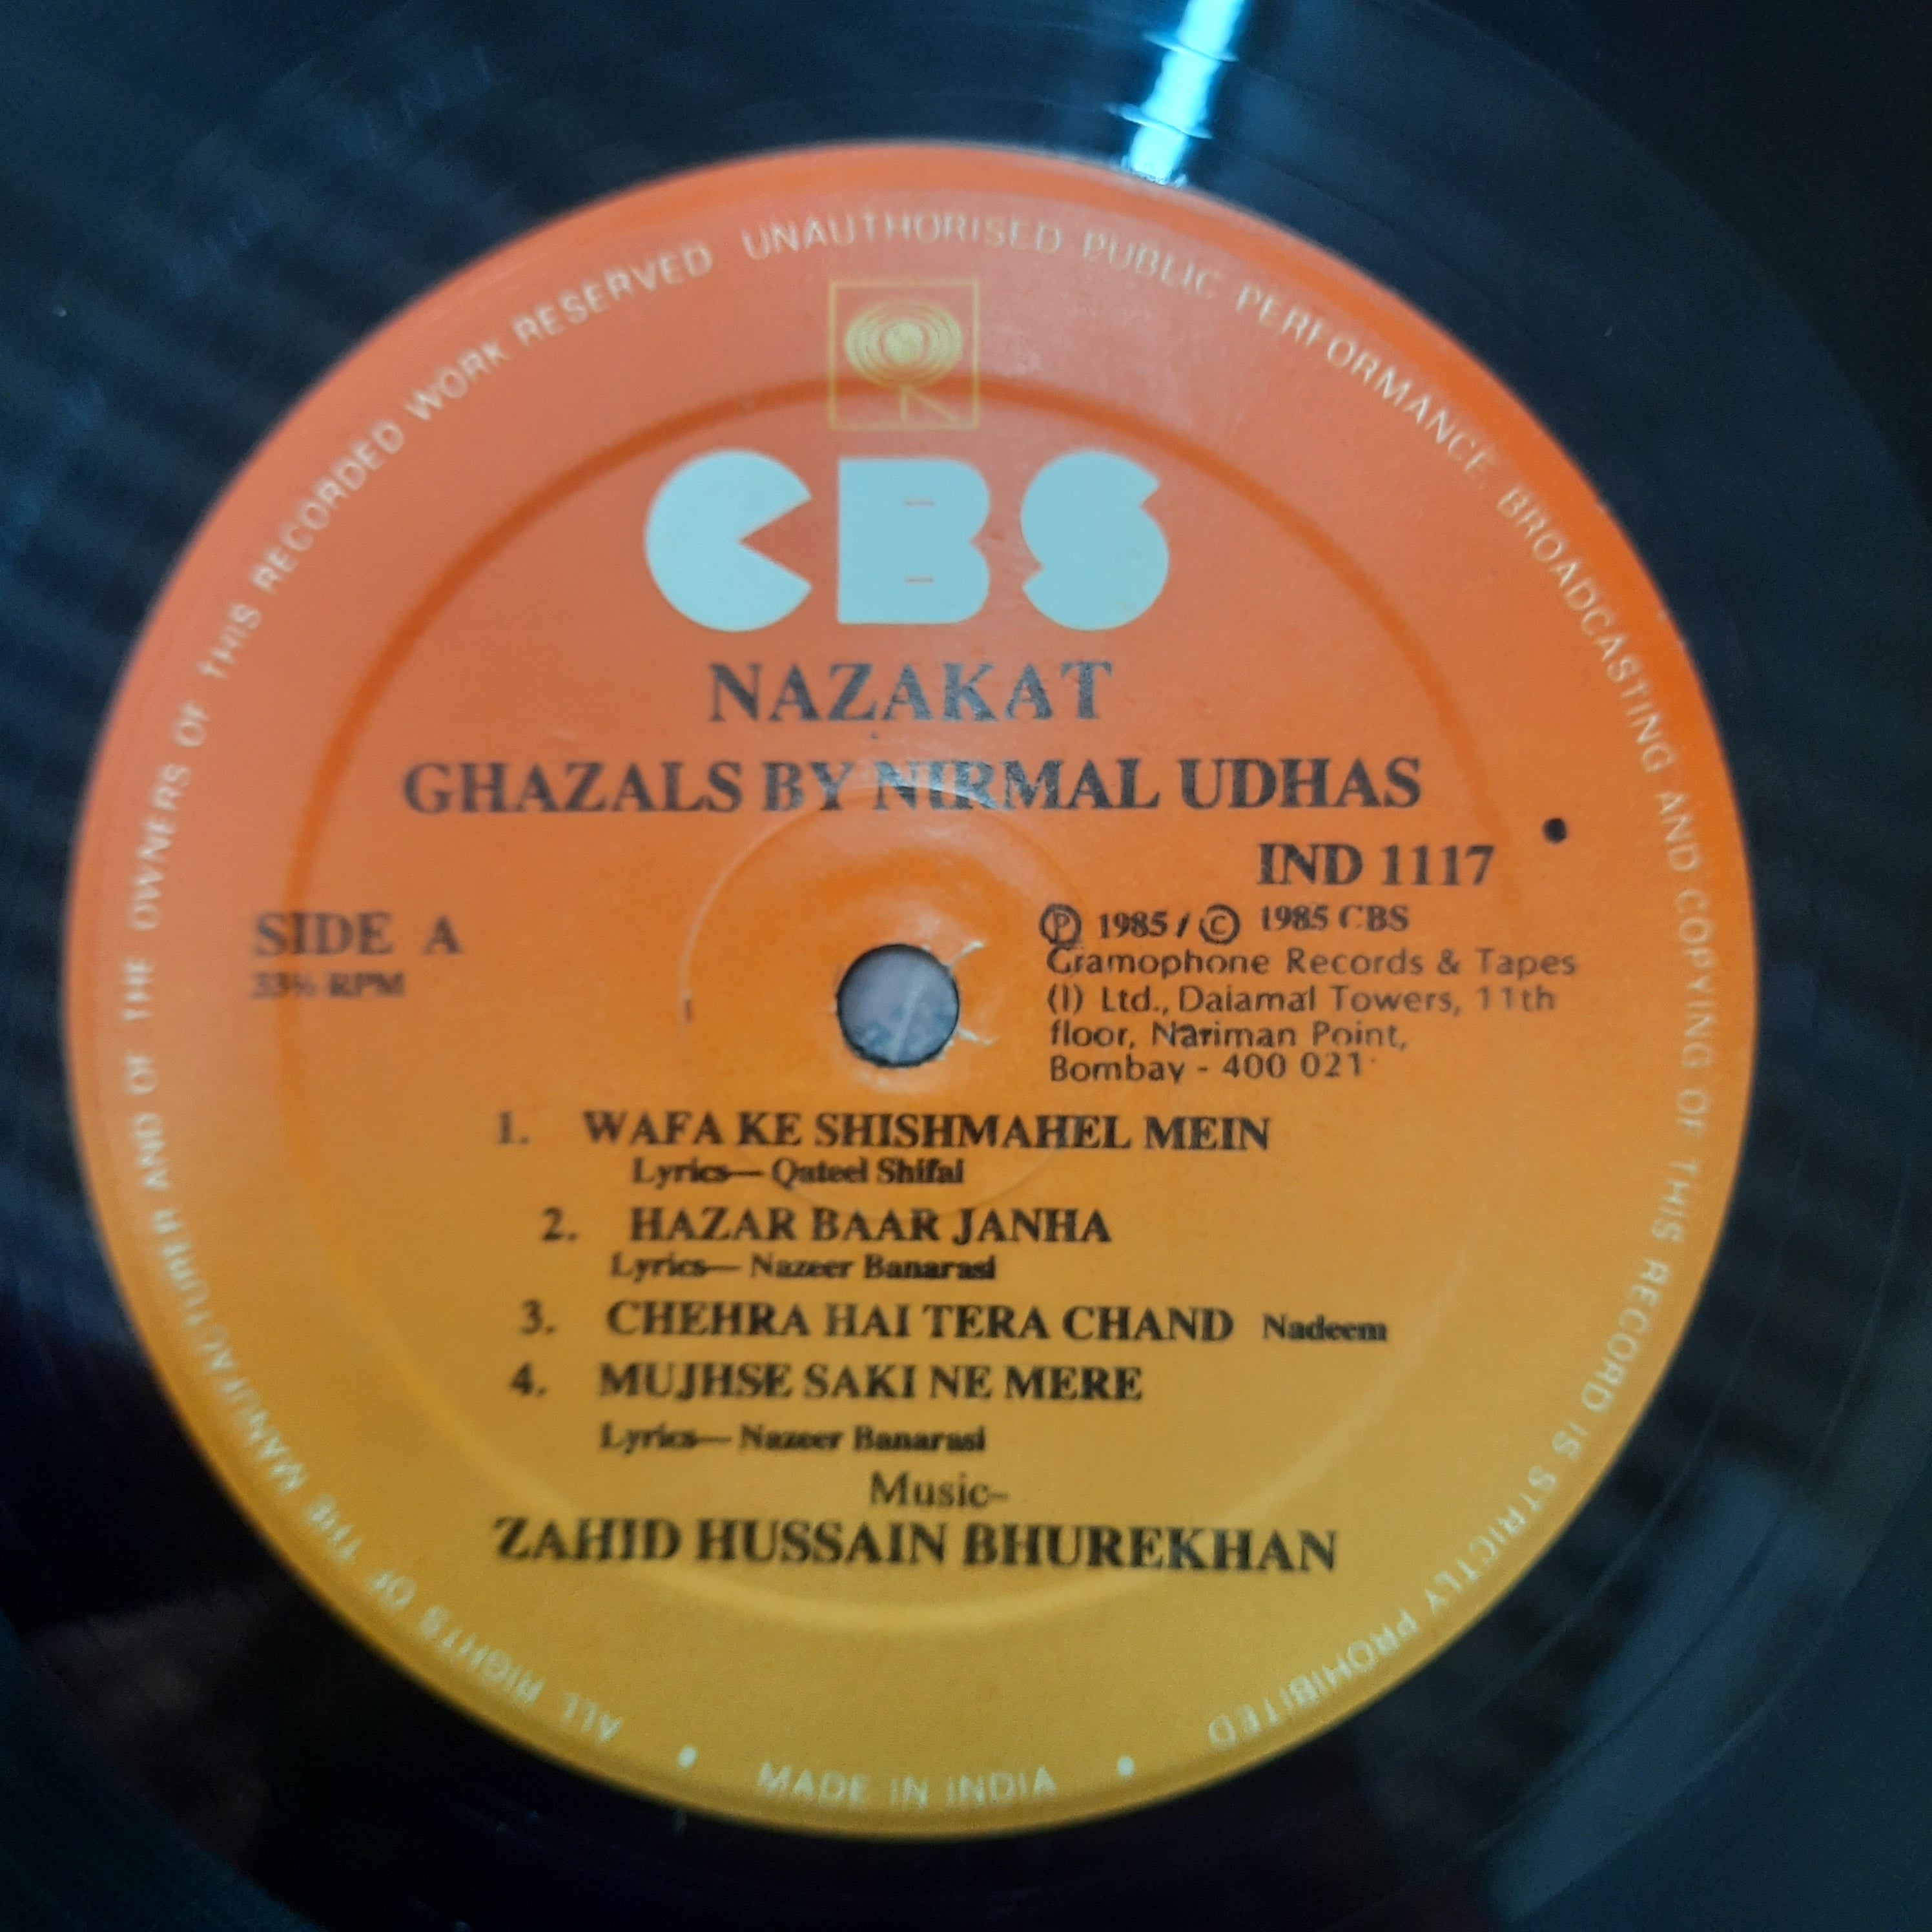 CBS
NAZAKAT
GHAZALS BY NIRMAL UDHAS
IND 1117
SIDE A
33⅓ RPM
Ⓟ 1985 / © 1985 CBS
Gramophone Records & Tapes
(I) Ltd., Dalamal Towers, 11th
floor, Nariman Point,
Bombay - 400 021
1. WAFA KE SHISHMAHEL MEIN
Lyrics— Qateel Shifai
2. HAZAR BAAR JANHA
Lyrics— Nazeer Banarasi
3. CHEHRA HAI TERA CHAND Nadeem
4. MUJHSE SAKI NE MERE
Lyrics— Nazeer Banarasi
Music-
ZAHID HUSSAIN BHUREKHAN
ALL RIGHTS OF THE MANUFACTURER AND OF THE OWNERS OF THIS RECORDED WORK RESERVED UNAUTHORISED PUBLIC PERFORMANCE BROADCASTING AND COPYING OF THIS RECORD IS STRICTLY PROHIBITED
• MADE IN INDIA •